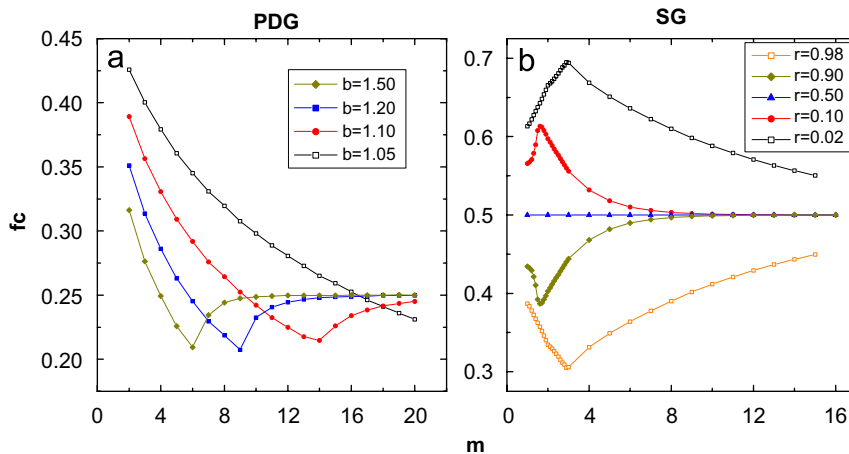 PDG
SG
a
b
b=1.50
b=1.20
b=1.10
b=1.05
r=0.98
r=0.90
r=0.50
r=0.10
r=0.02
fc
0.45
0.40
0.35
0.30
0.25
0.20
0.7
0.6
0.5
0.4
0.3
0 4 8 12 16 20
0 4 8 12 16
m